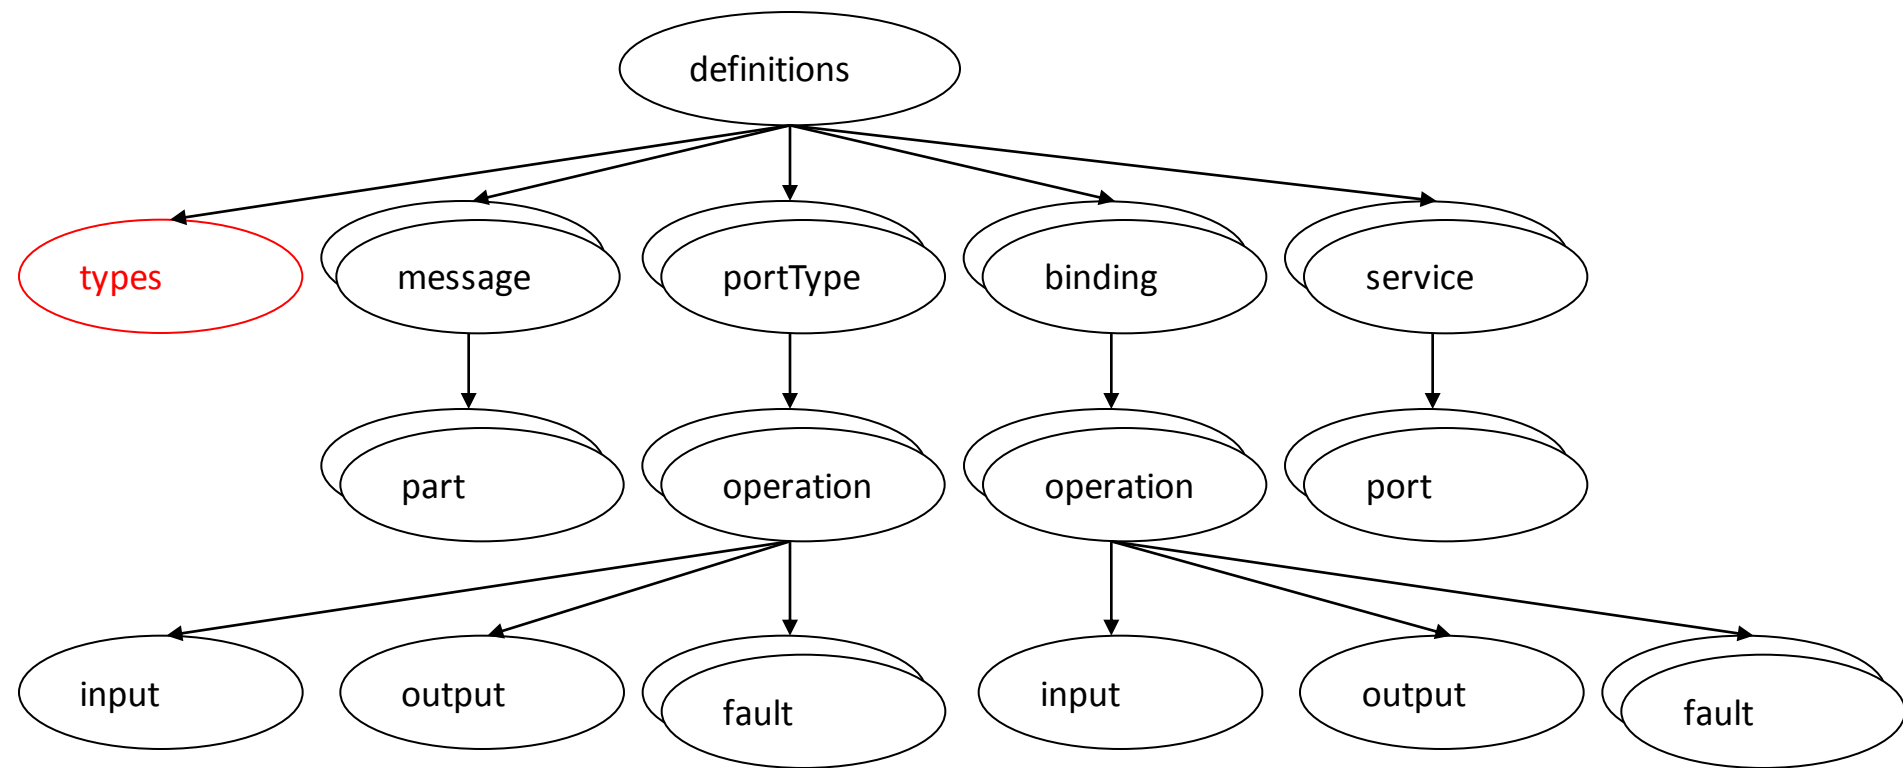 definitions
types
message
portType
binding
service
part
operation
operation
port
input
output
fault
input
output
fault